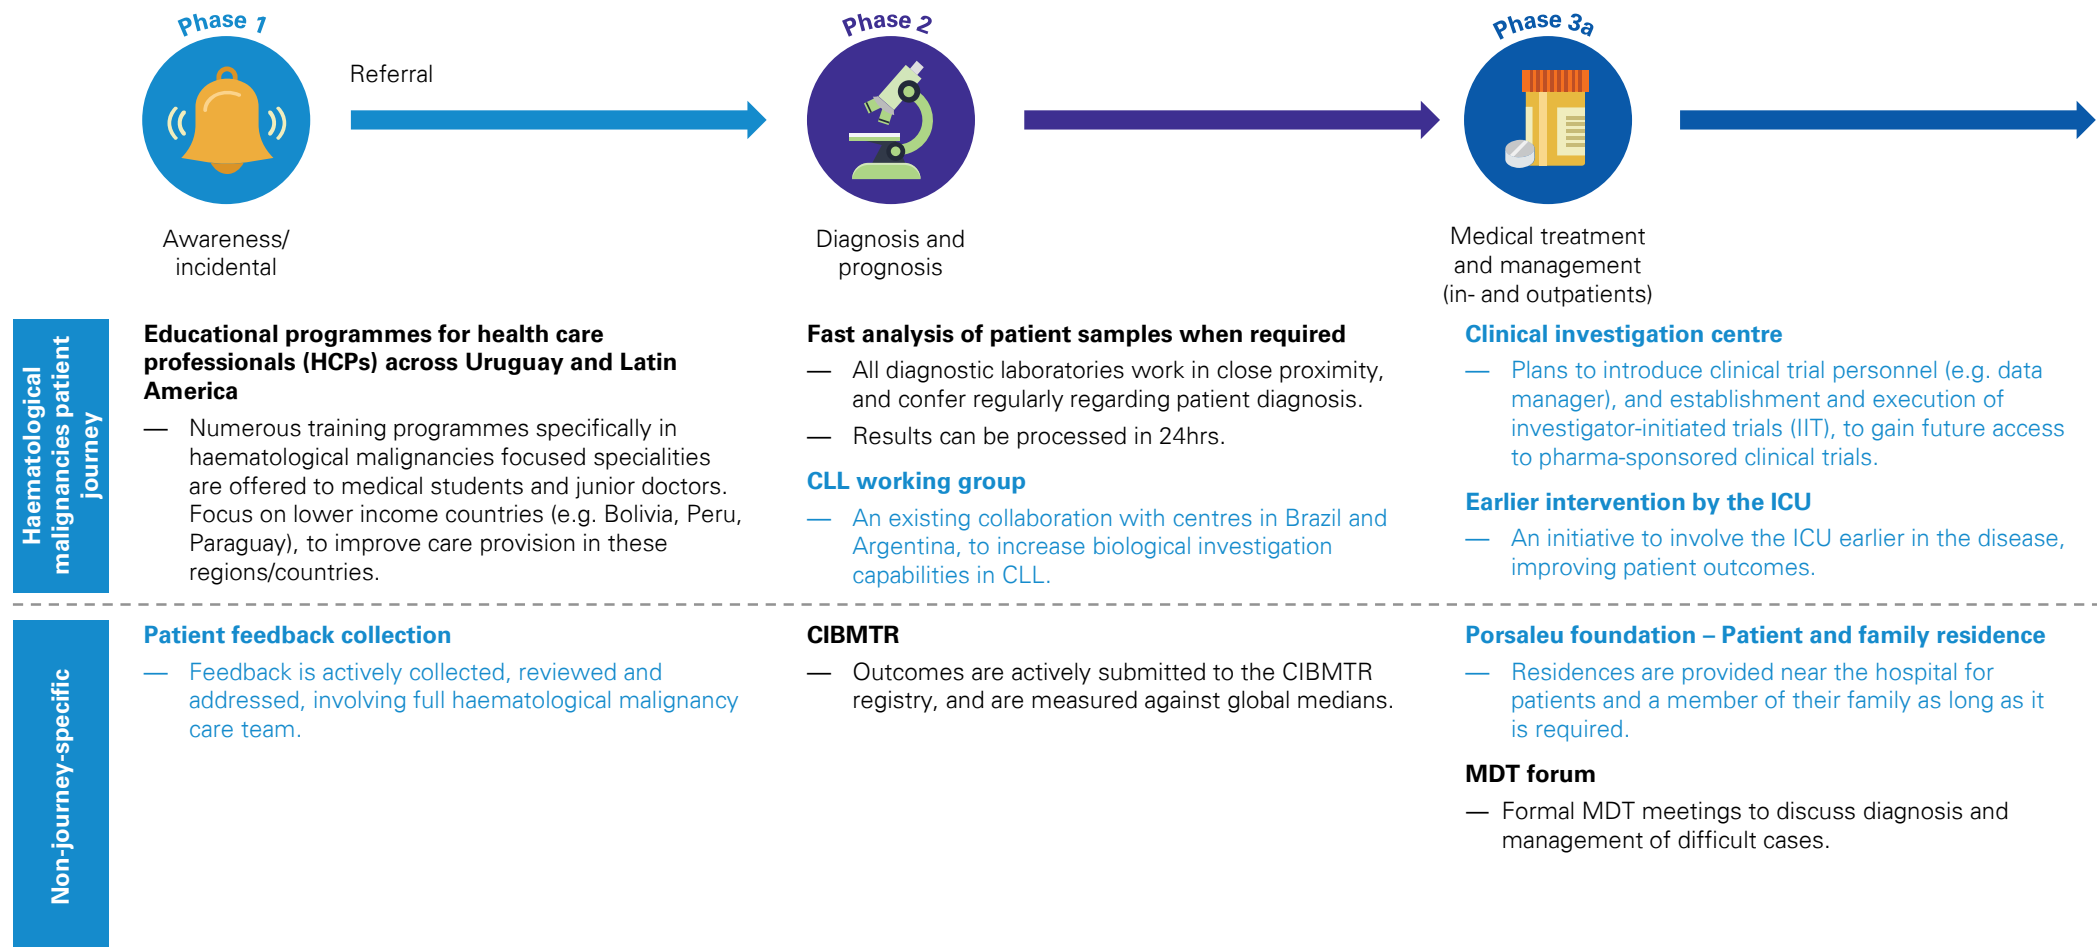 Phase 1
Referral
Phase 2
Phase 3a
Awareness/
incidental
Diagnosis and
prognosis
Medical treatment
and management
(in- and outpatients)
Haematological
malignancies patient
journey
Educational programmes for health care
professionals (HCPs) across Uruguay and Latin
America
— Numerous training programmes specifically in
haematological malignancies focused specialities
are offered to medical students and junior doctors.
Focus on lower income countries (e.g. Bolivia, Peru,
Paraguay), to improve care provision in these
regions/countries.
Fast analysis of patient samples when required
— All diagnostic laboratories work in close proximity,
and confer regularly regarding patient diagnosis.
— Results can be processed in 24hrs.
CLL working group
— An existing collaboration with centres in Brazil and
Argentina, to increase biological investigation
capabilities in CLL.
Clinical investigation centre
— Plans to introduce clinical trial personnel (e.g. data
manager), and establishment and execution of
investigator-initiated trials (IIT), to gain future access
to pharma-sponsored clinical trials.
Earlier intervention by the ICU
— An initiative to involve the ICU earlier in the disease,
improving patient outcomes.
Non-journey-specific
Patient feedback collection
— Feedback is actively collected, reviewed and
addressed, involving full haematological malignancy
care team.
CIBMTR
— Outcomes are actively submitted to the CIBMTR
registry, and are measured against global medians.
Porsaleu foundation – Patient and family residence
— Residences are provided near the hospital for
patients and a member of their family as long as it
is required.
MDT forum
— Formal MDT meetings to discuss diagnosis and
management of difficult cases.